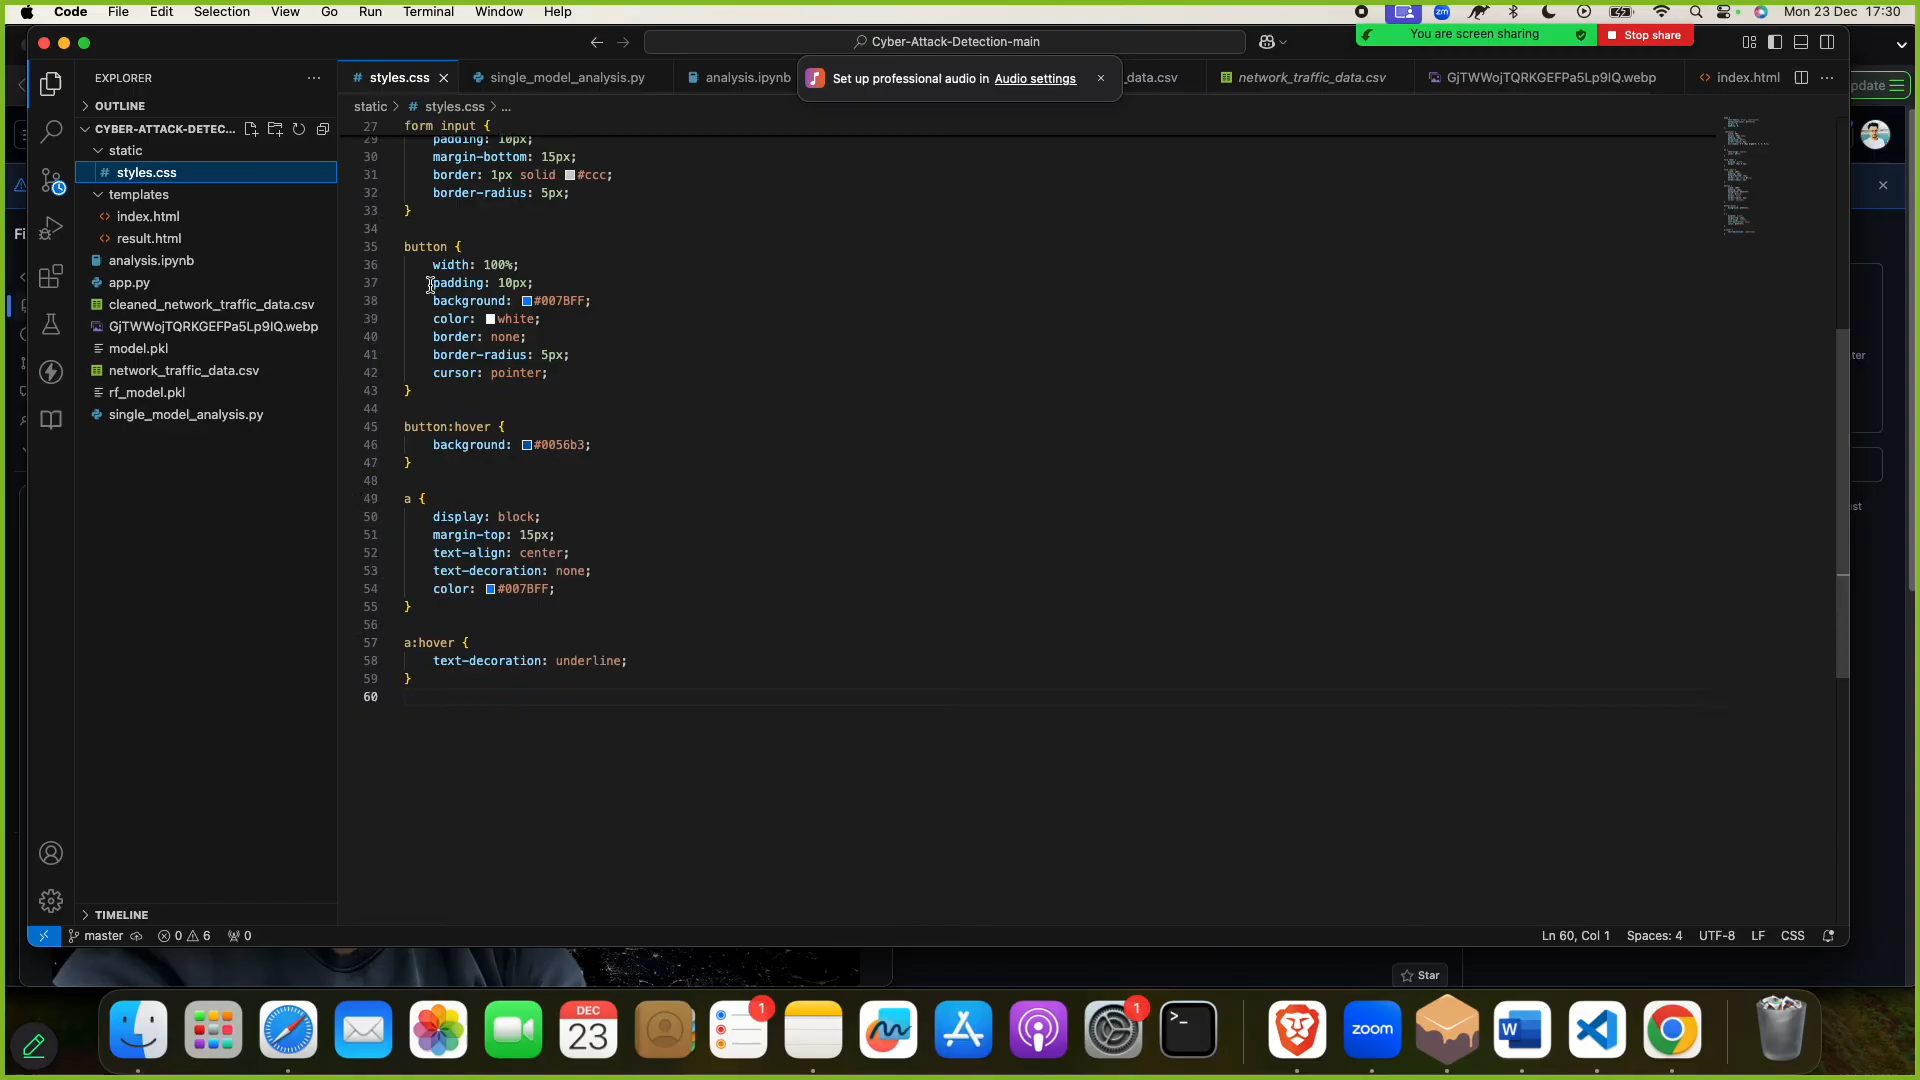 Code File Edit Selection View Go Run Terminal Window Help
zm
Mon 23 Dec 17:30
Cyber-Attack-Detection-main
You are screen sharing
Stop share
EXPLORER
styles.css
single_model_analysis.py
analysis.ipynb
_data.csv
network_traffic_data.csv
GjTWWojTQRKGEFPa5Lp9IQ.webp
index.html
Set up professional audio in Audio settings
OUTLINE
CYBER-ATTACK-DETEC...
static
styles.css
templates
index.html
result.html
analysis.ipynb
app.py
cleaned_network_traffic_data.csv
GjTWWojTQRKGEFPa5Lp9IQ.webp
model.pkl
network_traffic_data.csv
rf_model.pkl
single_model_analysis.py
TIMELINE
static > # styles.css > ...
27 form input {
29 padding: 10px;
30 margin-bottom: 15px;
31 border: 1px solid #ccc;
32 border-radius: 5px;
33 }
34
35 button {
36 width: 100%;
37 padding: 10px;
38 background: #007BFF;
39 color: white;
40 border: none;
41 border-radius: 5px;
42 cursor: pointer;
43 }
44
45 button:hover {
46 background: #0056b3;
47 }
48
49 a {
50 display: block;
51 margin-top: 15px;
52 text-align: center;
53 text-decoration: none;
54 color: #007BFF;
55 }
56
57 a:hover {
58 text-decoration: underline;
59 }
60
master 0 6 0
Ln 60, Col 1 Spaces: 4 UTF-8 LF CSS
Star
DEC
23
1
1
zoom
W